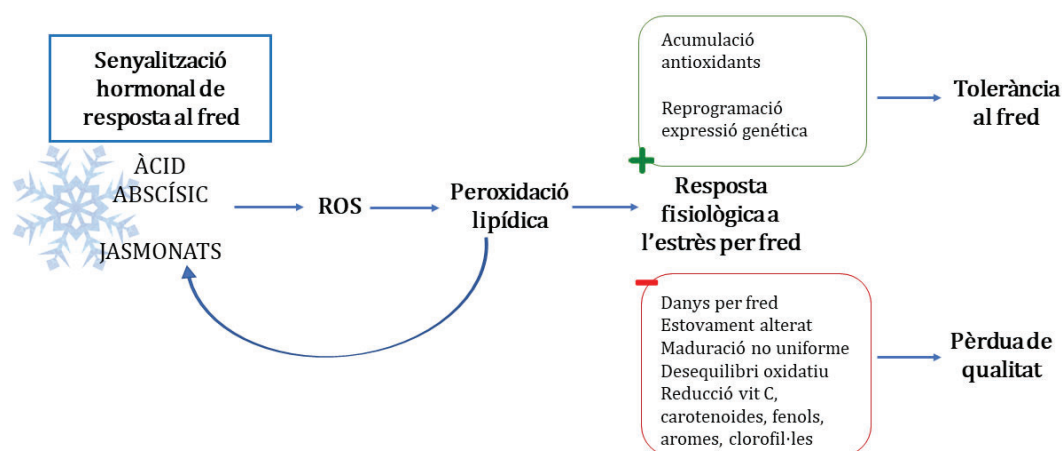 Senyalització
hormonal de
resposta al fred
ÀCID
ABSCÍSIC
JASMONATS
ROS
Peroxidació
lipídica
Acumulació
antioxidants
Reprogramació
expressió genética
Resposta
fisiològica a
l'estrès per fred
Danys per fred
Estovament alterat
Maduració no uniforme
Desequilibri oxidatiu
Reducció vit C,
carotenoides, fenols,
aromes, clorofil·les
Tolerància
al fred
Pèrdua de
qualitat